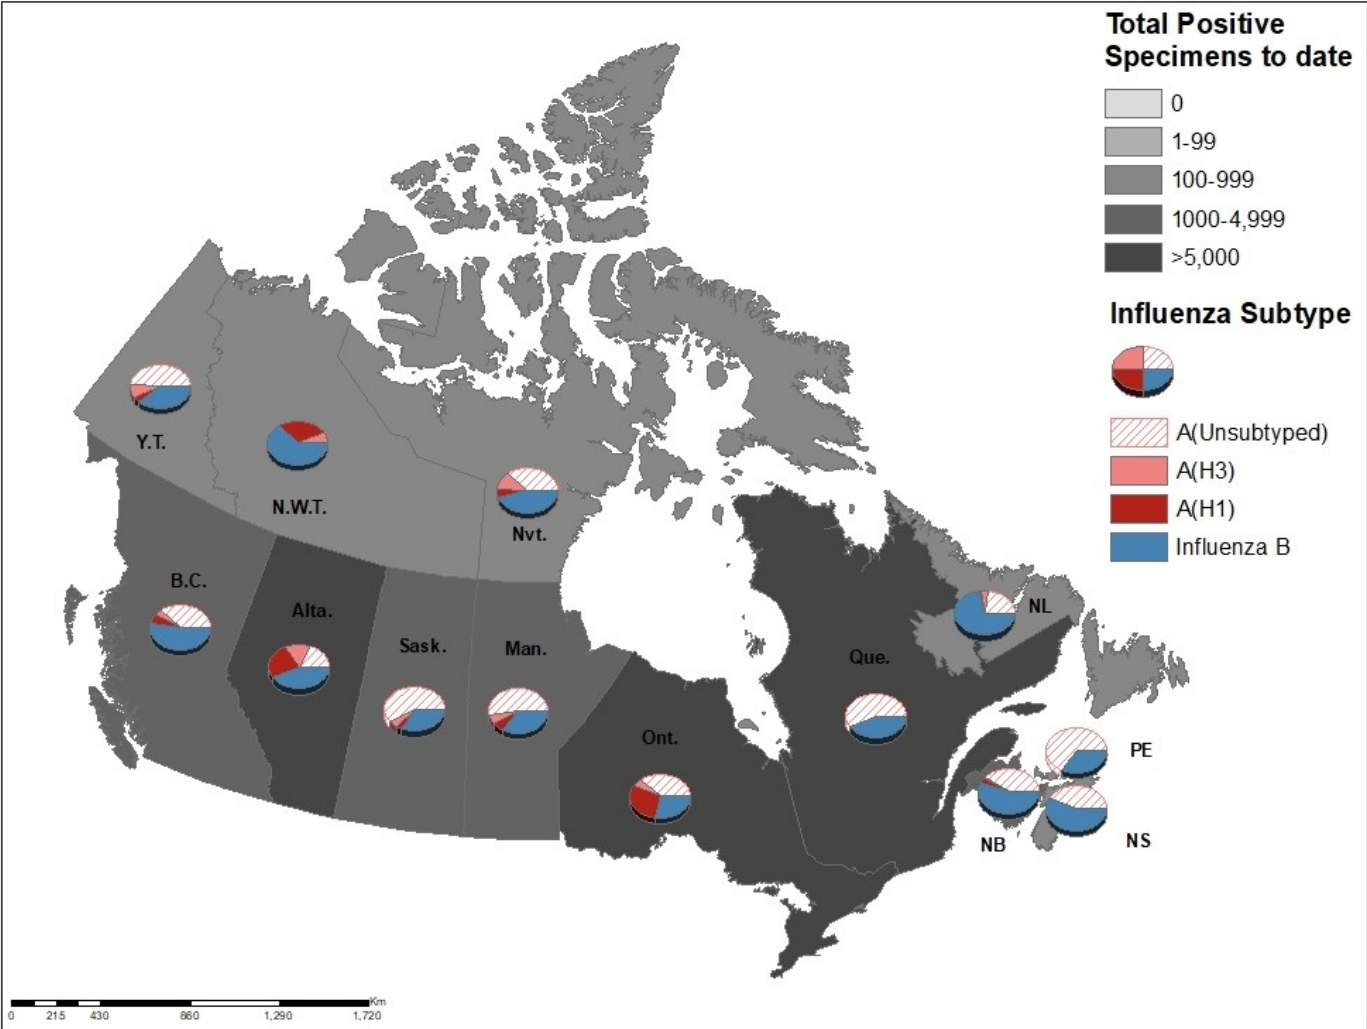 Total Positive
Specimens to date
0
1-99
100-999
1000-4,999
>5,000
Influenza Subtype
A(Unsubtyped)
A(H3)
A(H1)
Influenza B
Y.T.
N.W.T.
Nvt.
B.C.
Alta.
Sask.
Man.
Ont.
Que.
NL
PE
NB
NS
Km
0 215 430 860 1,290 1,720